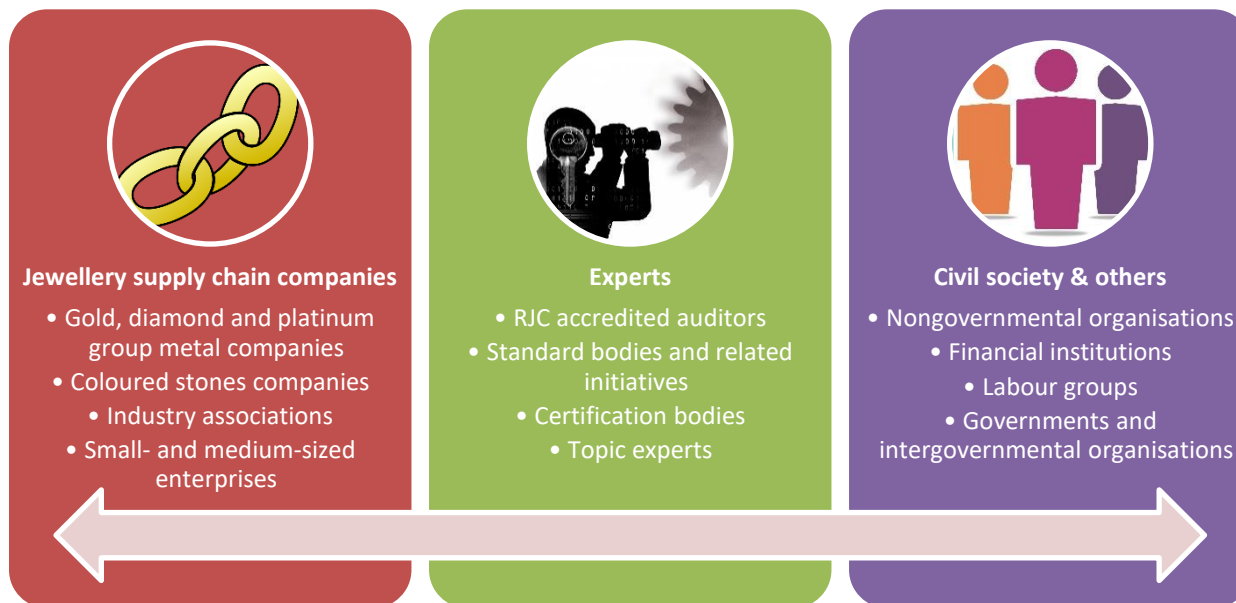 Jewellery supply chain companies
• Gold, diamond and platinum
group metal companies
• Coloured stones companies
• Industry associations
• Small- and medium-sized
enterprises
Experts
• RJC accredited auditors
• Standard bodies and related
initiatives
• Certification bodies
• Topic experts
Civil society & others
• Nongovernmental organisations
• Financial institutions
• Labour groups
• Governments and
intergovernmental organisations